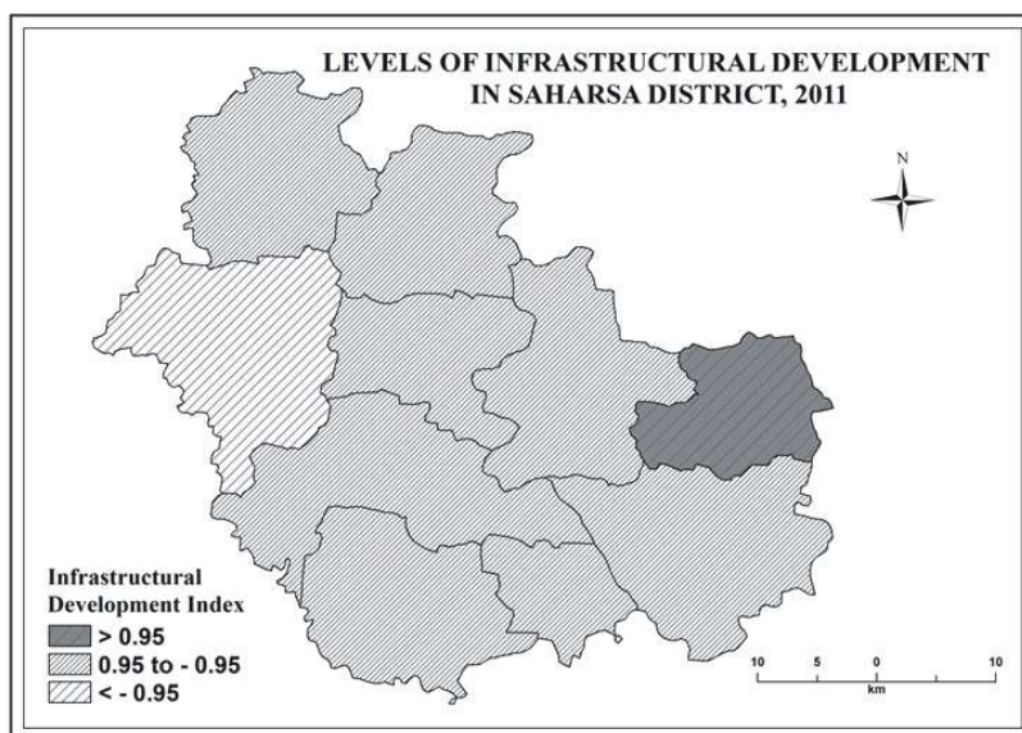 LEVELS OF INFRASTRUCTURAL DEVELOPMENT
IN SAHARSA DISTRICT, 2011
N
Infrastructural
Development Index
> 0.95
0.95 to - 0.95
< - 0.95
10 5 0 10
km